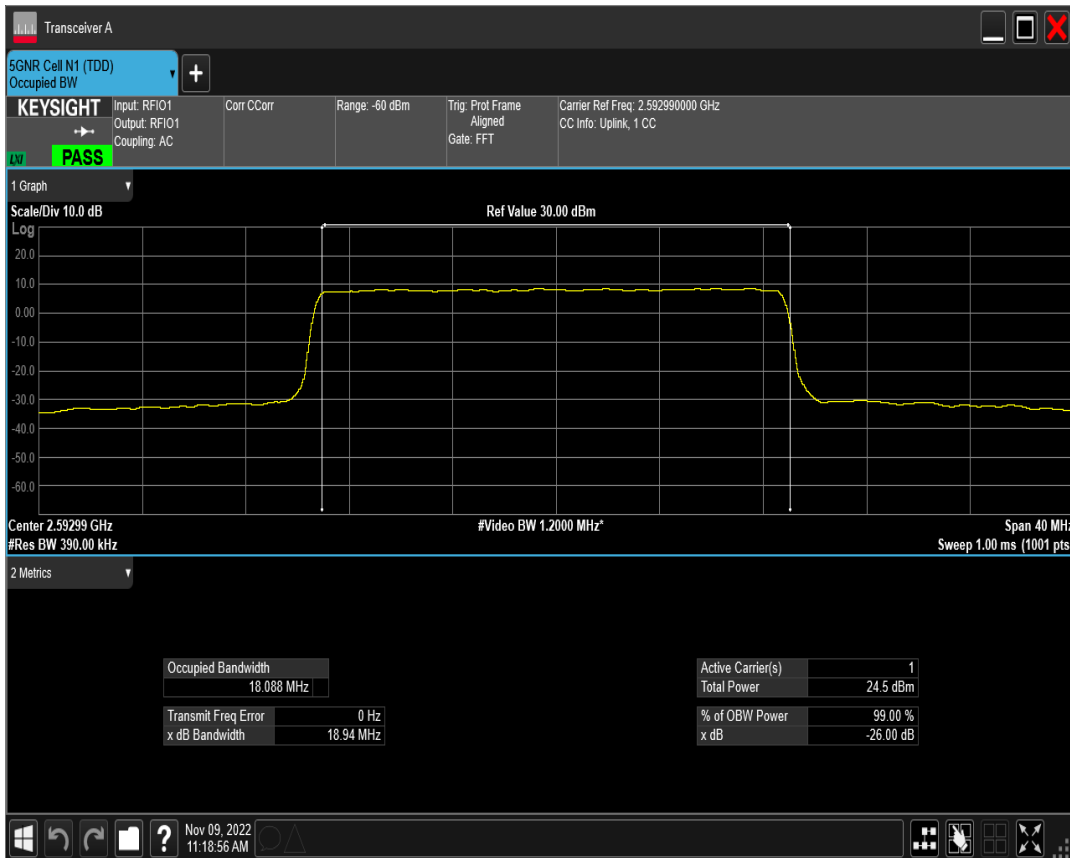 Transceiver A
5GNR Cell N1 (TDD)
Occupied BW
+
KEYSIGHT
LXI
PASS
Input: RFIO1
Output: RFIO1
Coupling: AC
Corr CCorr
Range: -60 dBm
Trig: Prot Frame
Aligned
Gate: FFT
Carrier Ref Freq: 2.592990000 GHz
CC Info: Uplink, 1 CC
1 Graph
Scale/Div 10.0 dB
Ref Value 30.00 dBm
Log
20.0
10.0
0.00
-10.0
-20.0
-30.0
-40.0
-50.0
-60.0
Center 2.59299 GHz
#Video BW 1.2000 MHz*
Span 40 MHz
#Res BW 390.00 kHz
Sweep 1.00 ms (1001 pts
2 Metrics
Occupied Bandwidth
18.088 MHz
Transmit Freq Error 0 Hz
x dB Bandwidth 18.94 MHz
Active Carrier(s) 1
Total Power 24.5 dBm
% of OBW Power 99.00 %
x dB -26.00 dB
?
Nov 09, 2022
11:18:56 AM